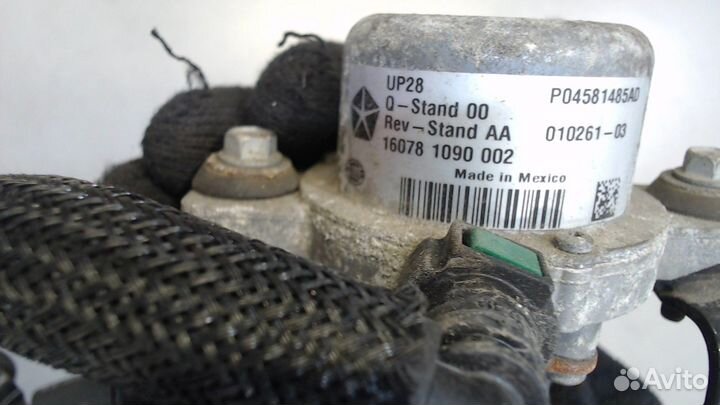 UP28
P04581485AD
Q-Stand 00
Rev-Stand AA
010261-03
16078 1090 002
Made in Mexico
Avito